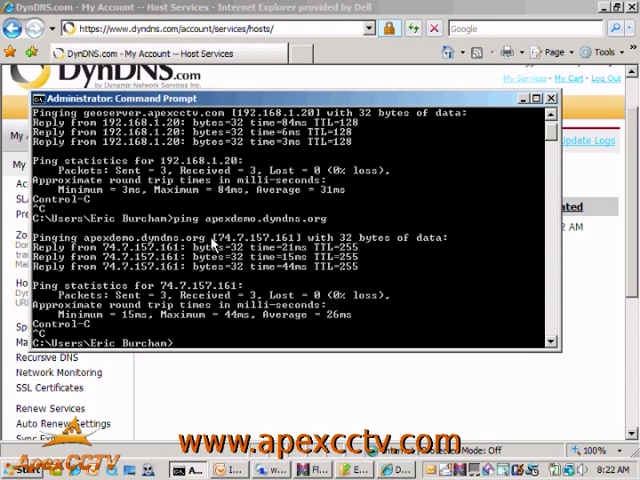 DynDNS.com - My Account -- Host Services - Internet Explorer provided by Dell
https://www.dyndns.com/account/services/hosts/
Google
DynDNS.com - My Account -- Host Services
Page
Tools
DynDNS.com
by Dynamic Network Services, Inc.
My Services - My Cart - Log Out
Administrator: Command Prompt
Pinging geoserver.apexcctv.com [192.168.1.20] with 32 bytes of data:
Reply from 192.168.1.20: bytes=32 time=84ms TTL=128
Reply from 192.168.1.20: bytes=32 time=6ms TTL=128
Reply from 192.168.1.20: bytes=32 time=3ms TTL=128
Ping statistics for 192.168.1.20:
Packets: Sent = 3, Received = 3, Lost = 0 (0% loss),
Approximate round trip times in milli-seconds:
Minimum = 3ms, Maximum = 84ms, Average = 31ms
Control-C
^C
C:\Users\Eric Burcham>ping apexdemo.dyndns.org
Pinging apexdemo.dyndns.org [74.7.157.161] with 32 bytes of data:
Reply from 74.7.157.161: bytes=32 time=21ms TTL=255
Reply from 74.7.157.161: bytes=32 time=15ms TTL=255
Reply from 74.7.157.161: bytes=32 time=44ms TTL=255
Ping statistics for 74.7.157.161:
Packets: Sent = 3, Received = 3, Lost = 0 (0% loss),
Approximate round trip times in milli-seconds:
Minimum = 15ms, Maximum = 44ms, Average = 26ms
Control-C
^C
C:\Users\Eric Burcham>
My A
My
Update Logs
2 AM
Recursive DNS
Network Monitoring
Renew Services
Auto Renew Settings
Sync Exp
www.apexcctv.com
Mode: Off
100%
ApexCCTV
Start
A...
I...
w...
Fl...
F...
E...
D...
8:22 AM